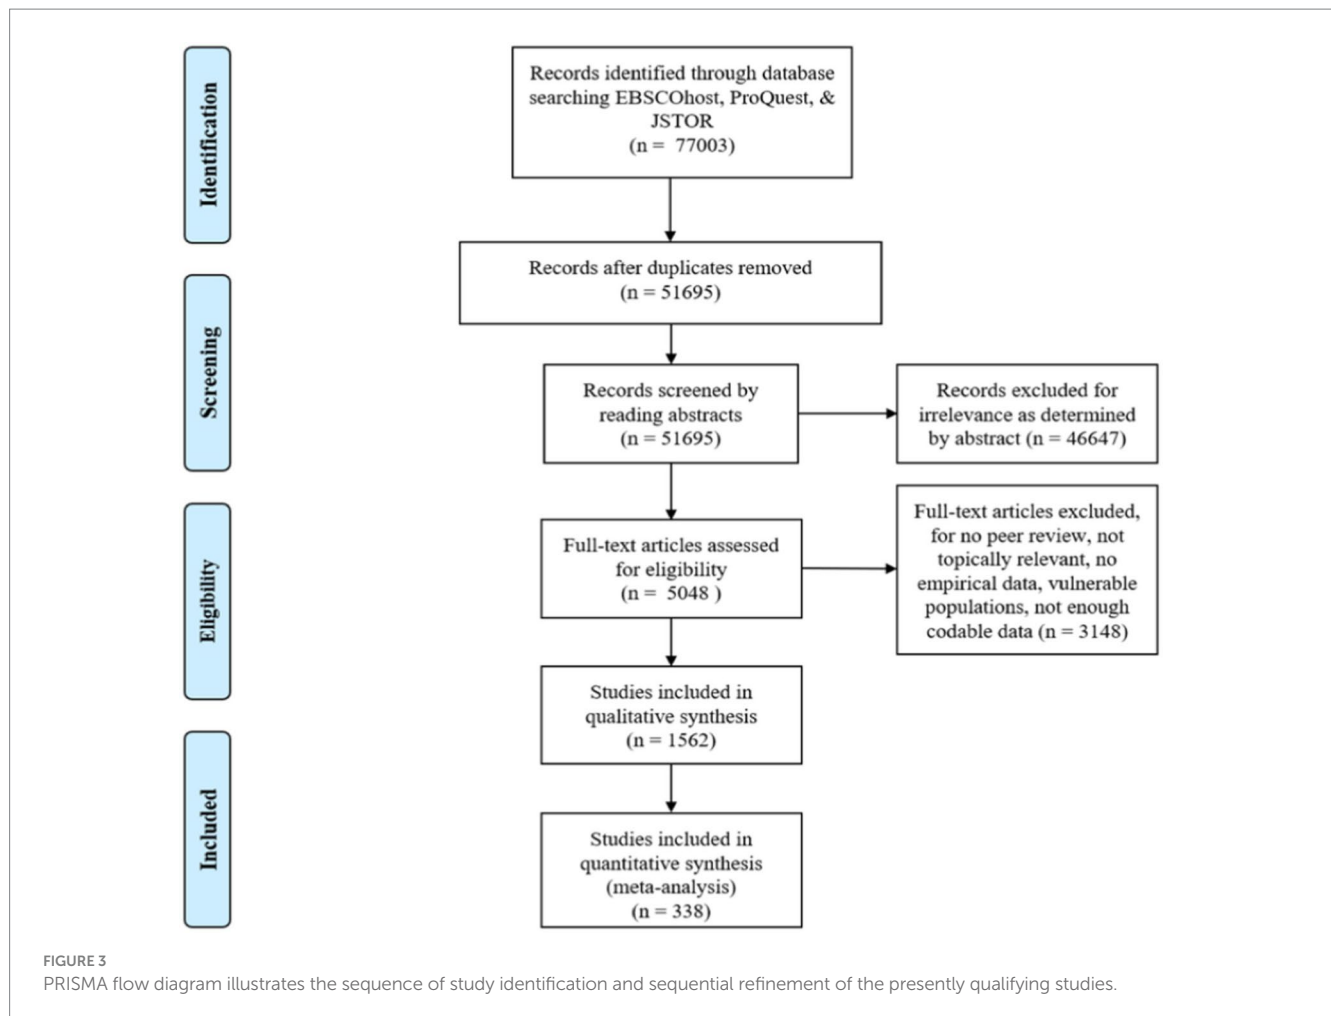 Identification
Records identified through database
searching EBSCOhost, ProQuest, &
JSTOR
(n =  77003)
Records after duplicates removed
(n = 51695)
Screening
Records screened by
reading abstracts
(n = 51695)
Records excluded for
irrelevance as determined
by abstract (n = 46647)
Eligibility
Full-text articles assessed
for eligibility
(n =  5048 )
Full-text articles excluded,
for no peer review, not
topically relevant, no
empirical data, vulnerable
populations, not enough
codable data (n = 3148)
Studies included in
qualitative synthesis
(n = 1562)
Included
Studies included in
quantitative synthesis
(meta-analysis)
(n = 338)
FIGURE 3
PRISMA flow diagram illustrates the sequence of study identification and sequential refinement of the presently qualifying studies.